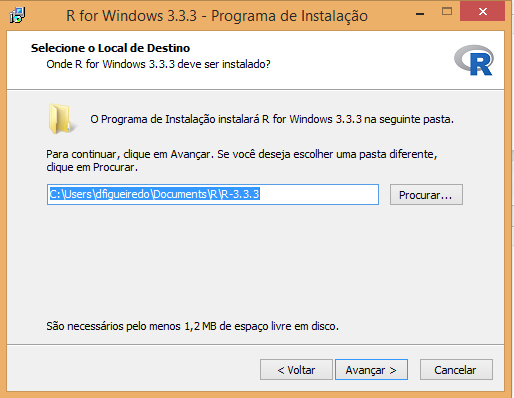 R for Windows 3.3.3 - Programa de Instalação
Selecione o Local de Destino
Onde R for Windows 3.3.3 deve ser instalado?
R
O Programa de Instalação instalará R for Windows 3.3.3 na seguinte pasta.
Para continuar, clique em Avançar. Se você deseja escolher uma pasta diferente,
clique em Procurar.
C:\Users\dfigueiredo\Documents\R\R-3.3.3
Procurar...
São necessários pelo menos 1,2 MB de espaço livre em disco.
< Voltar
Avançar >
Cancelar